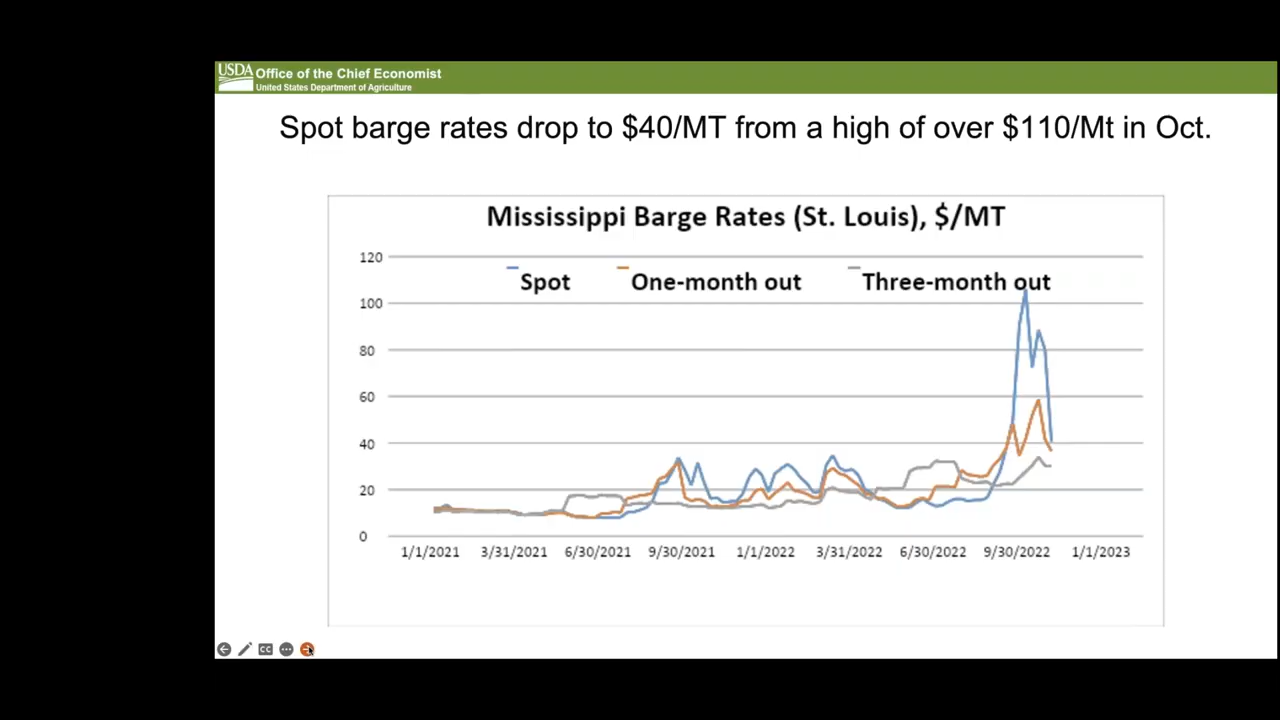 USDA
Office of the Chief Economist
United States Department of Agriculture
Spot barge rates drop to $40/MT from a high of over $110/Mt in Oct.
Mississippi Barge Rates (St. Louis), $/MT
120
Spot One-month out Three-month out
100
80
60
40
20
0
1/1/2021 3/31/2021 6/30/2021 9/30/2021 1/1/2022 3/31/2022 6/30/2022 9/30/2022 1/1/2023
CC